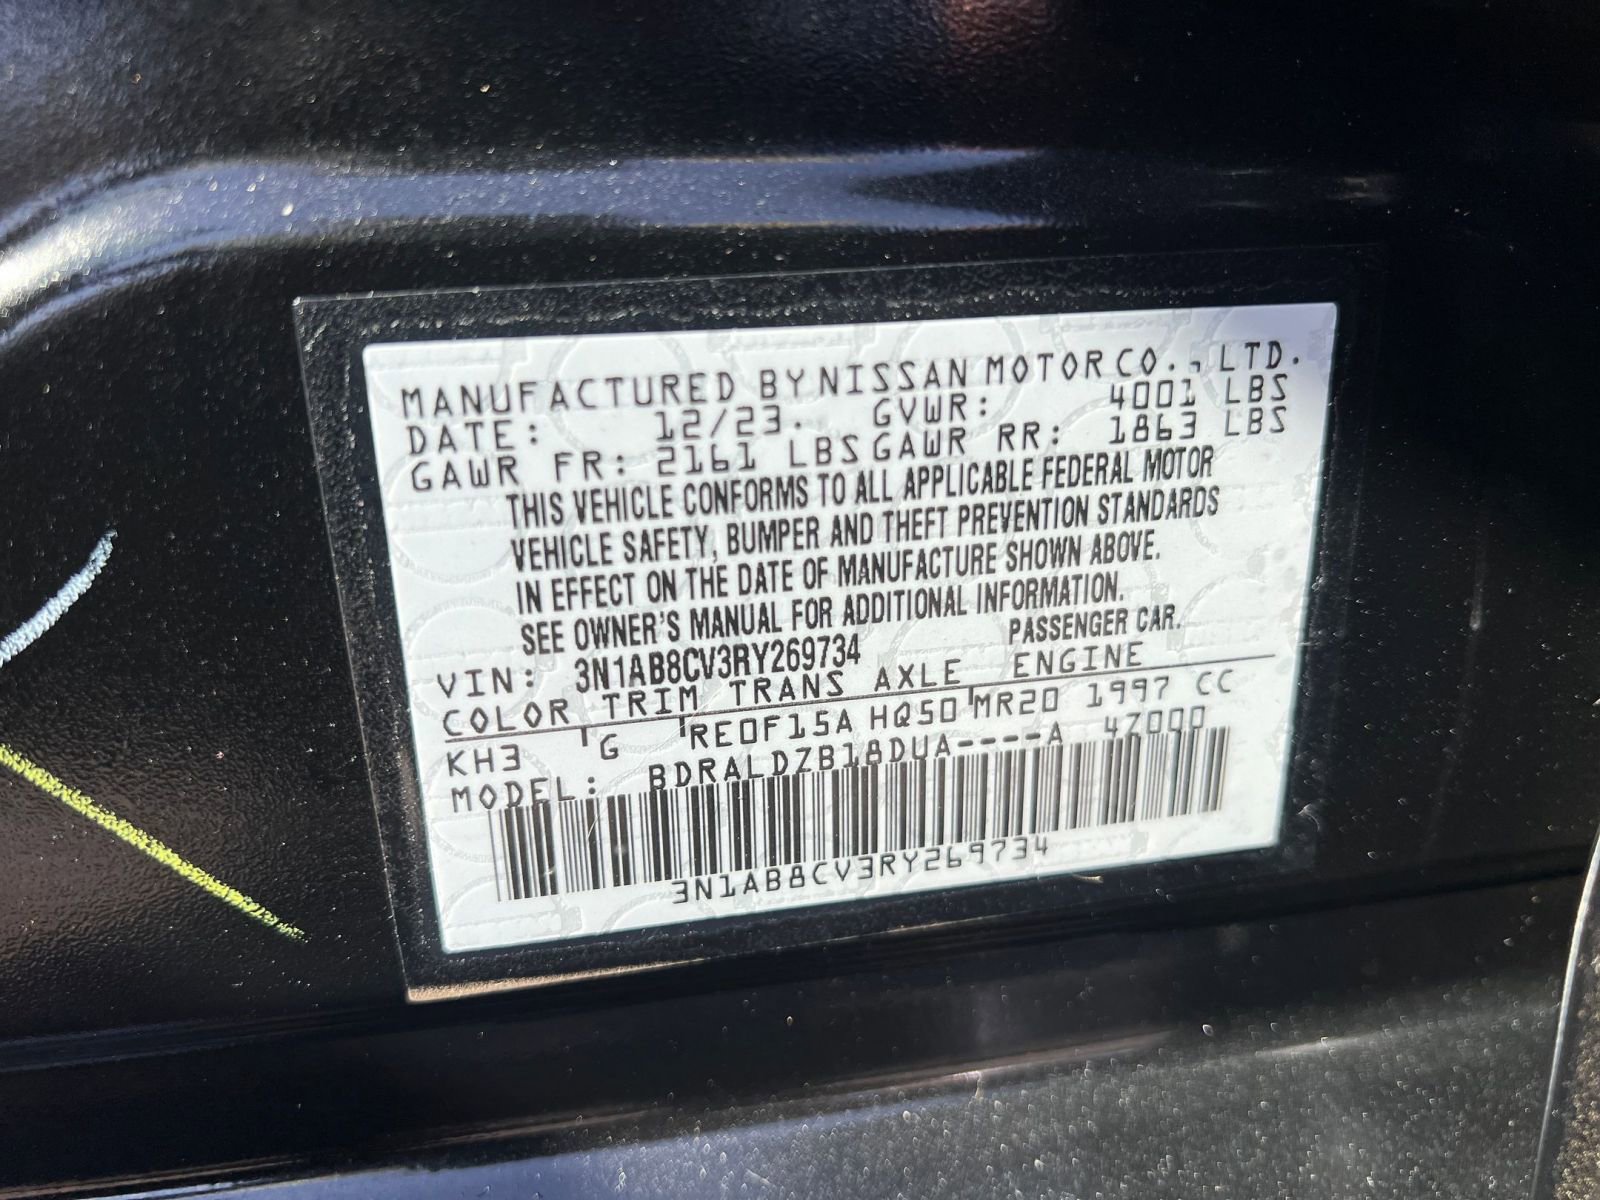 MANUFACTURED BY NISSAN MOTOR CO., LTD.
DATE: 12/23. GVWR: 4001 LBS
GAWR FR: 2161 LBS GAWR RR: 1863 LBS
THIS VEHICLE CONFORMS TO ALL APPLICABLE FEDERAL MOTOR
VEHICLE SAFETY, BUMPER AND THEFT PREVENTION STANDARDS
IN EFFECT ON THE DATE OF MANUFACTURE SHOWN ABOVE.
SEE OWNER'S MANUAL FOR ADDITIONAL INFORMATION.
VIN: 3N1AB8CV3RY269734 PASSENGER CAR.
COLOR TRIM TRANS AXLE ENGINE
KH3 G RE0F15A HQ50 MR20 1997 CC
MODEL: BDRALDZB18DUA----A 4Z000
3N1AB8CV3RY269734